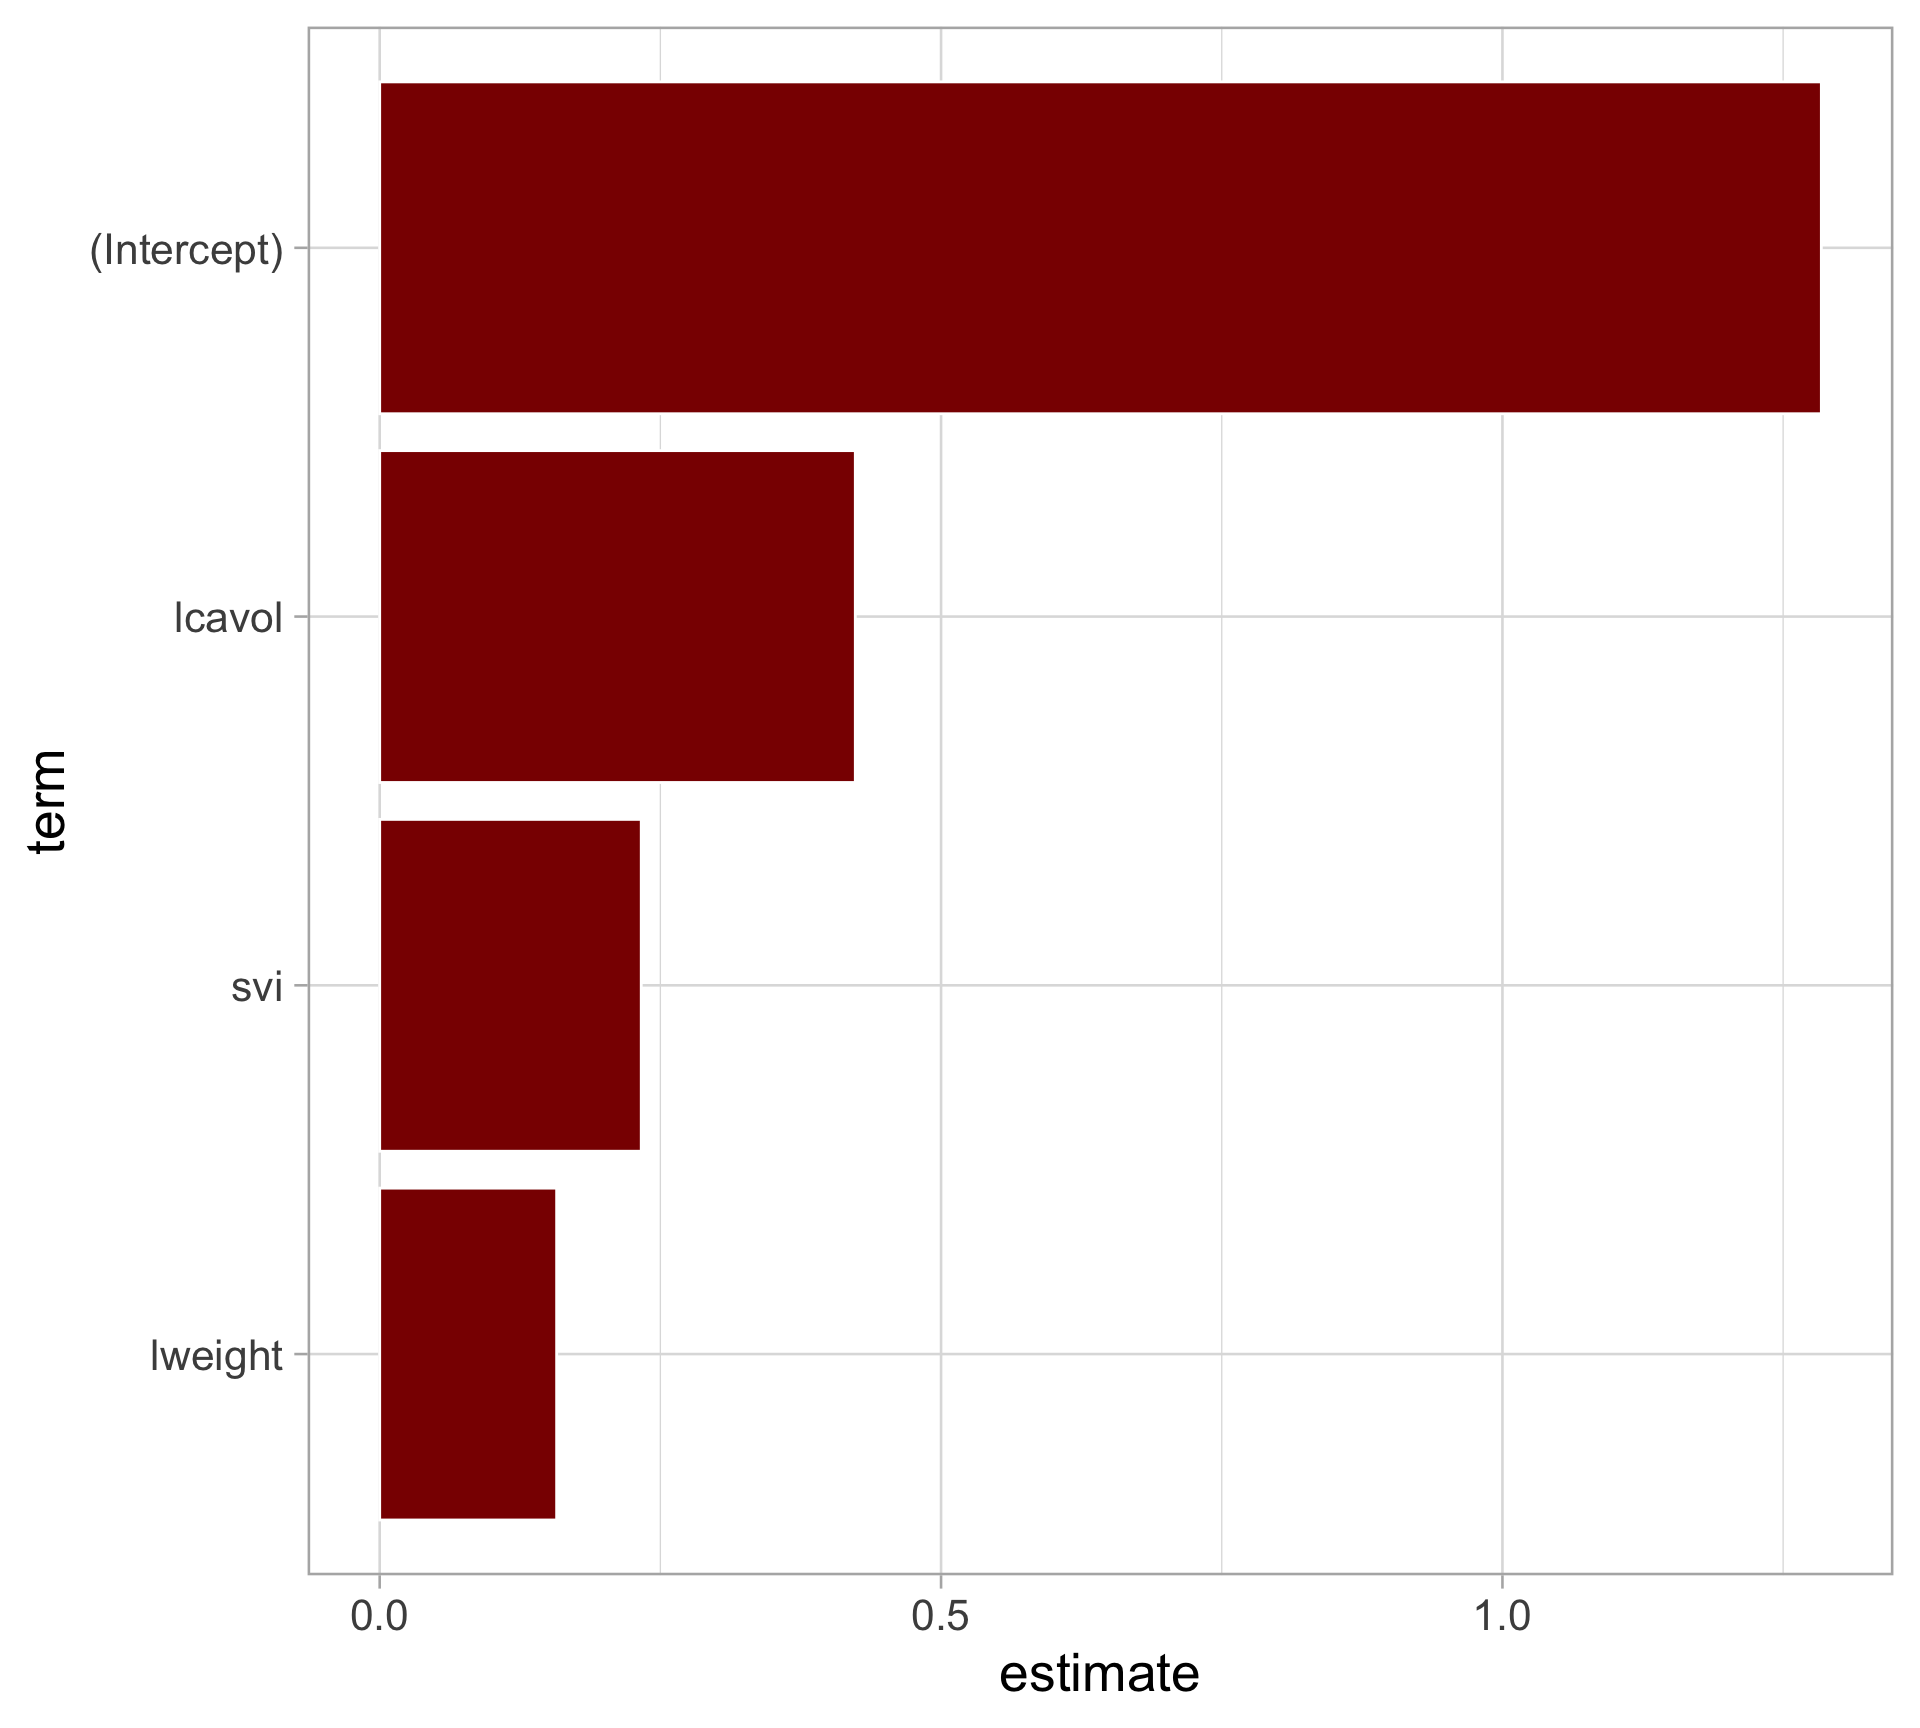 (Intercept)
lcavol
svi
lweight
term
0.0 0.5 1.0
estimate